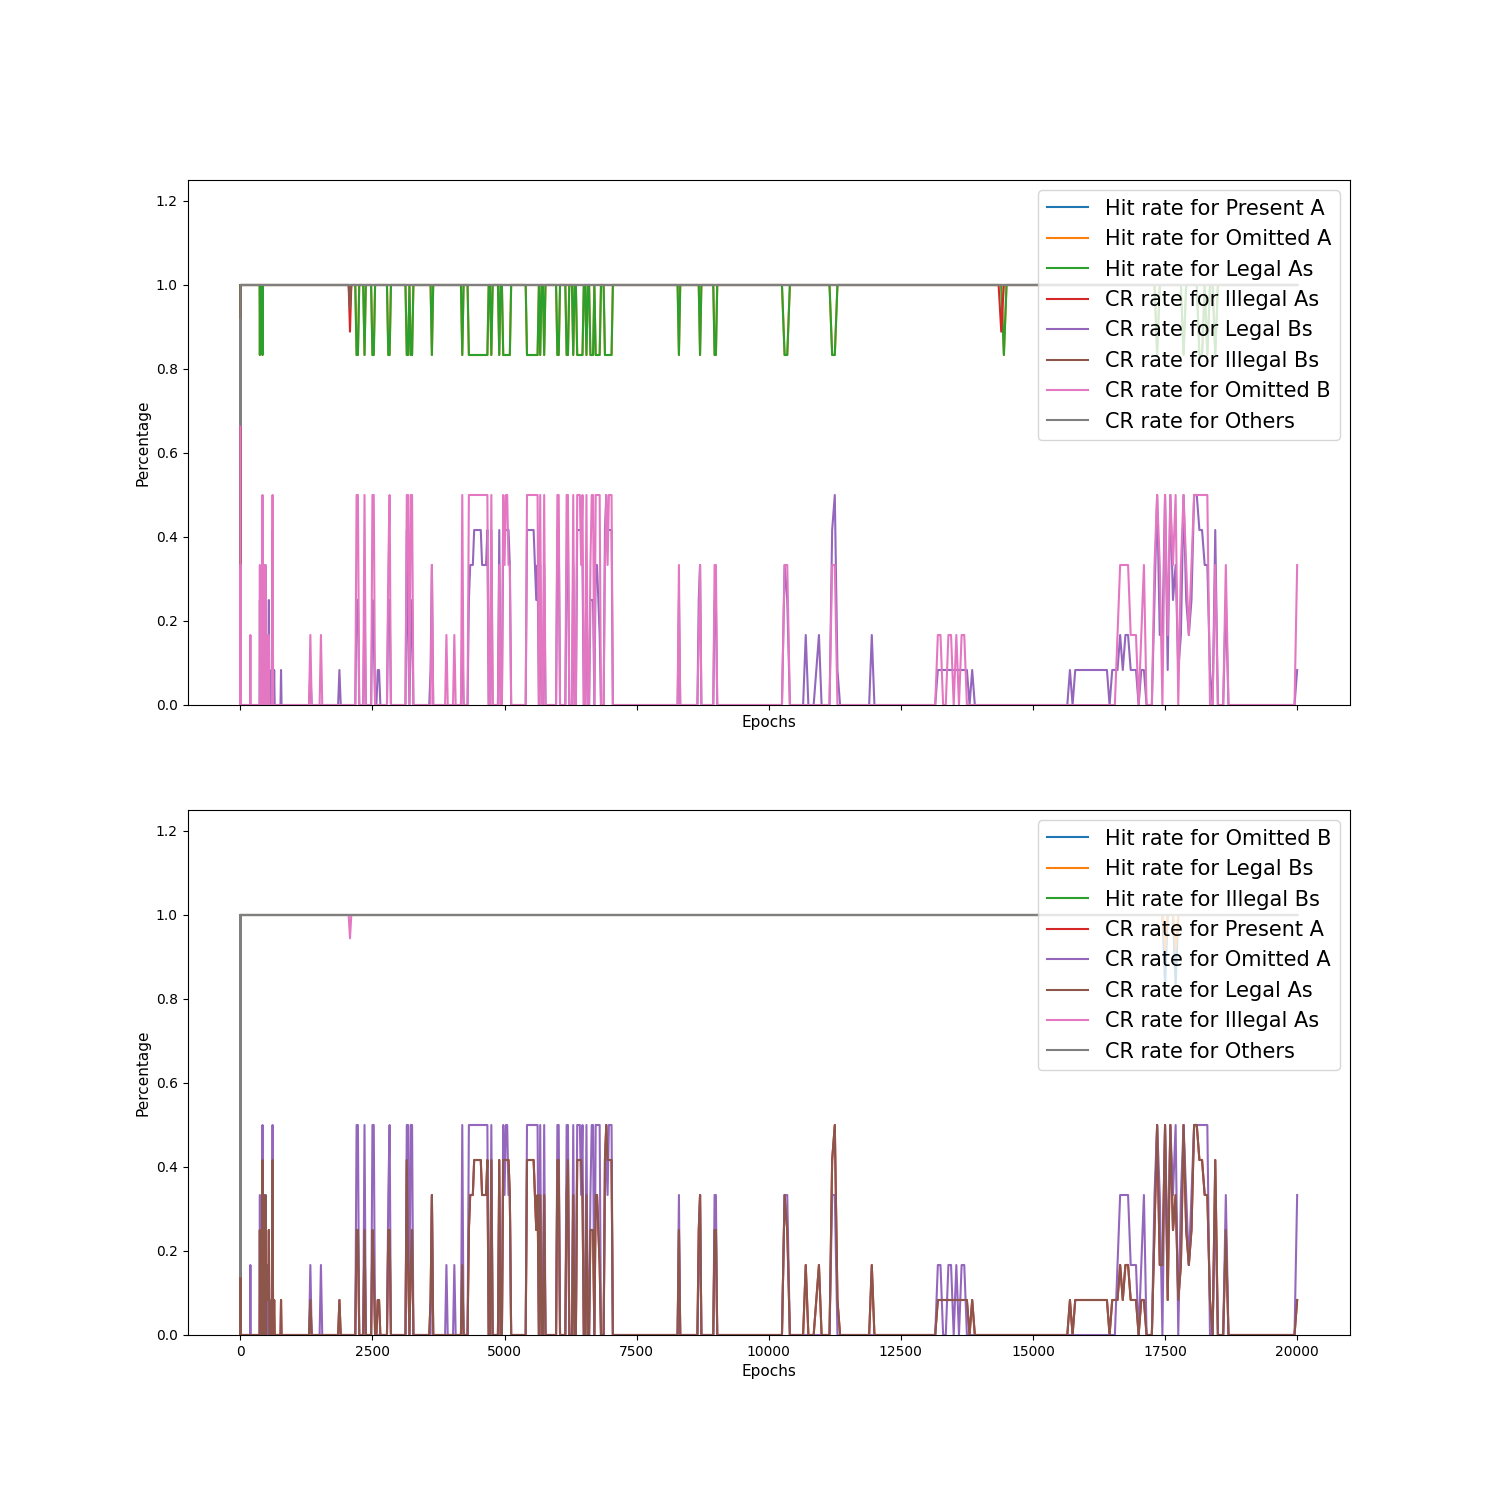 1.2
1.0
0.8
0.6
0.4
0.2
0.0
Percentage
Epochs
Hit rate for Present A
Hit rate for Omitted A
Hit rate for Legal As
CR rate for Illegal As
CR rate for Legal Bs
CR rate for Illegal Bs
CR rate for Omitted B
CR rate for Others
1.2
1.0
0.8
0.6
0.4
0.2
0.0
Percentage
Hit rate for Omitted B
Hit rate for Legal Bs
Hit rate for Illegal Bs
CR rate for Present A
CR rate for Omitted A
CR rate for Legal As
CR rate for Illegal As
CR rate for Others
0 2500 5000 7500 10000 12500 15000 17500 20000
Epochs